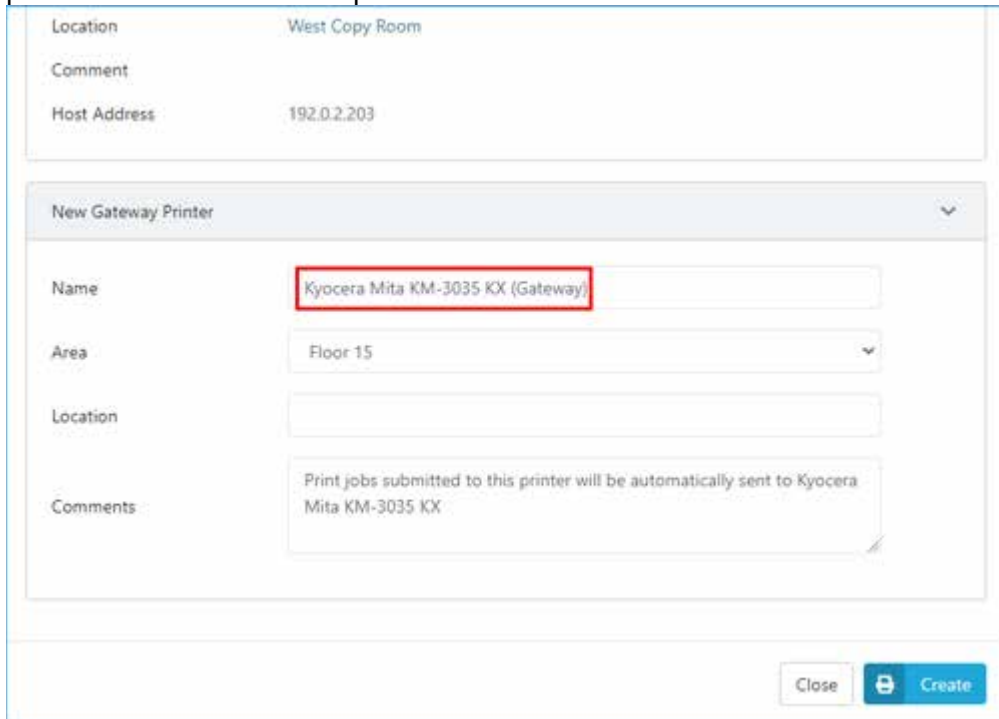 Location West Copy Room
Comment
Host Address 192.0.2.203
New Gateway Printer
Name Kyocera Mita KM-3035 KX (Gateway)
Area Floor 15
Location
Comments Print jobs submitted to this printer will be automatically sent to Kyocera
Mita KM-3035 KX
Close Create